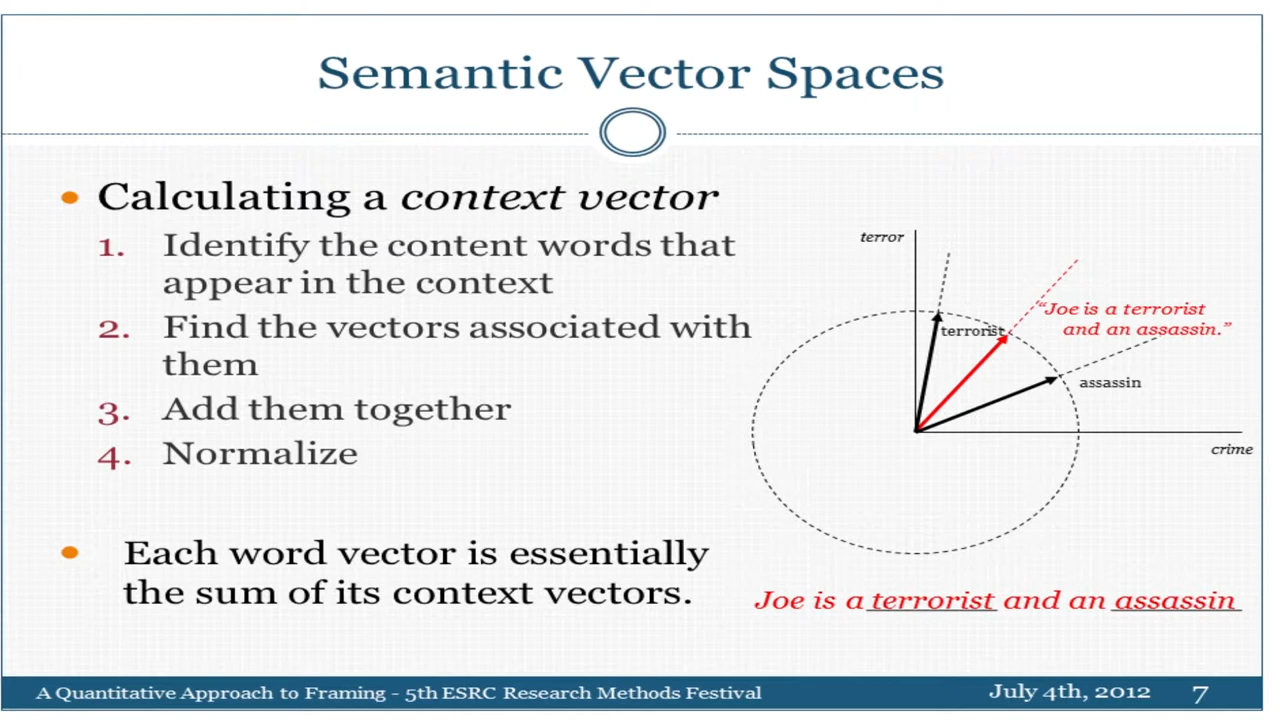 Semantic Vector Spaces
Calculating a context vector
1. Identify the content words that
appear in the context
2. Find the vectors associated with
them
3. Add them together
4. Normalize
Each word vector is essentially
the sum of its context vectors.
terror
terrorist
“Joe is a terrorist
and an assassin.”
assassin
crime
Joe is a terrorist and an assassin
A Quantitative Approach to Framing - 5th ESRC Research Methods Festival
July 4th, 2012
7